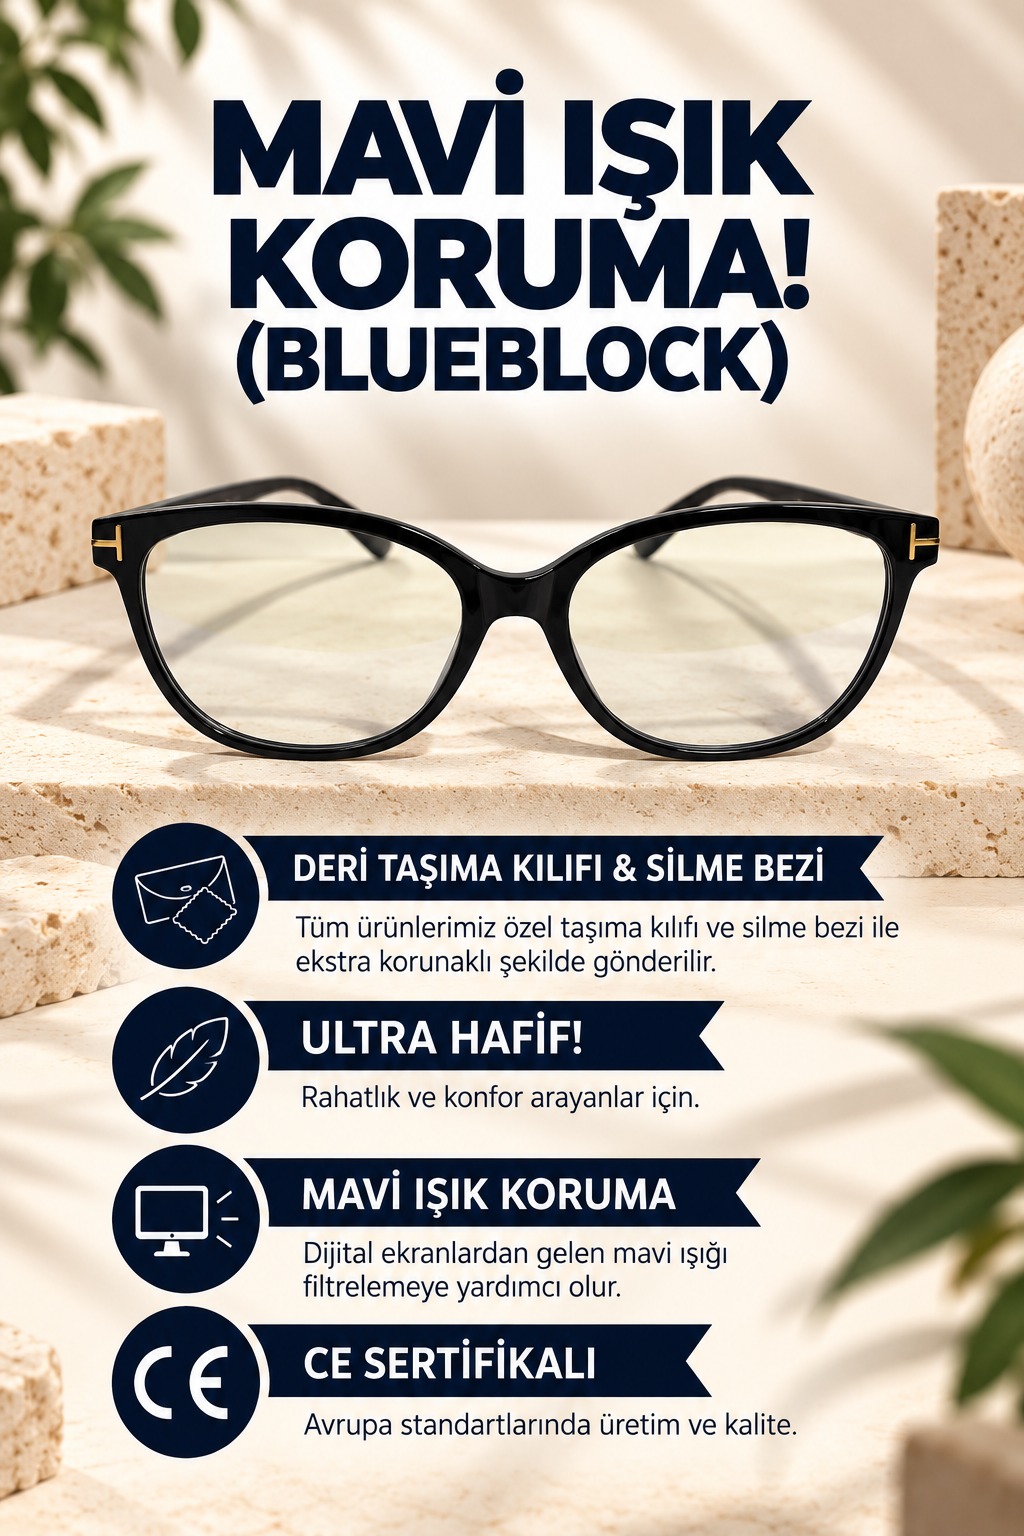 MAVİ IŞIK
KORUMA!
(BLUEBLOCK)
DERİ TAŞIMA KILIFI & SİLME BEZİ
Tüm ürünlerimiz özel taşıma kılıfı ve silme bezi ile
ekstra korunaklı şekilde gönderilir.
ULTRA HAFİF!
Rahatlık ve konfor arayanlar için.
MAVİ IŞIK KORUMA
Dijital ekranlardan gelen mavi ışığı
filtrelemeye yardımcı olur.
CE
CE SERTİFİKALI
Avrupa standartlarında üretim ve kalite.